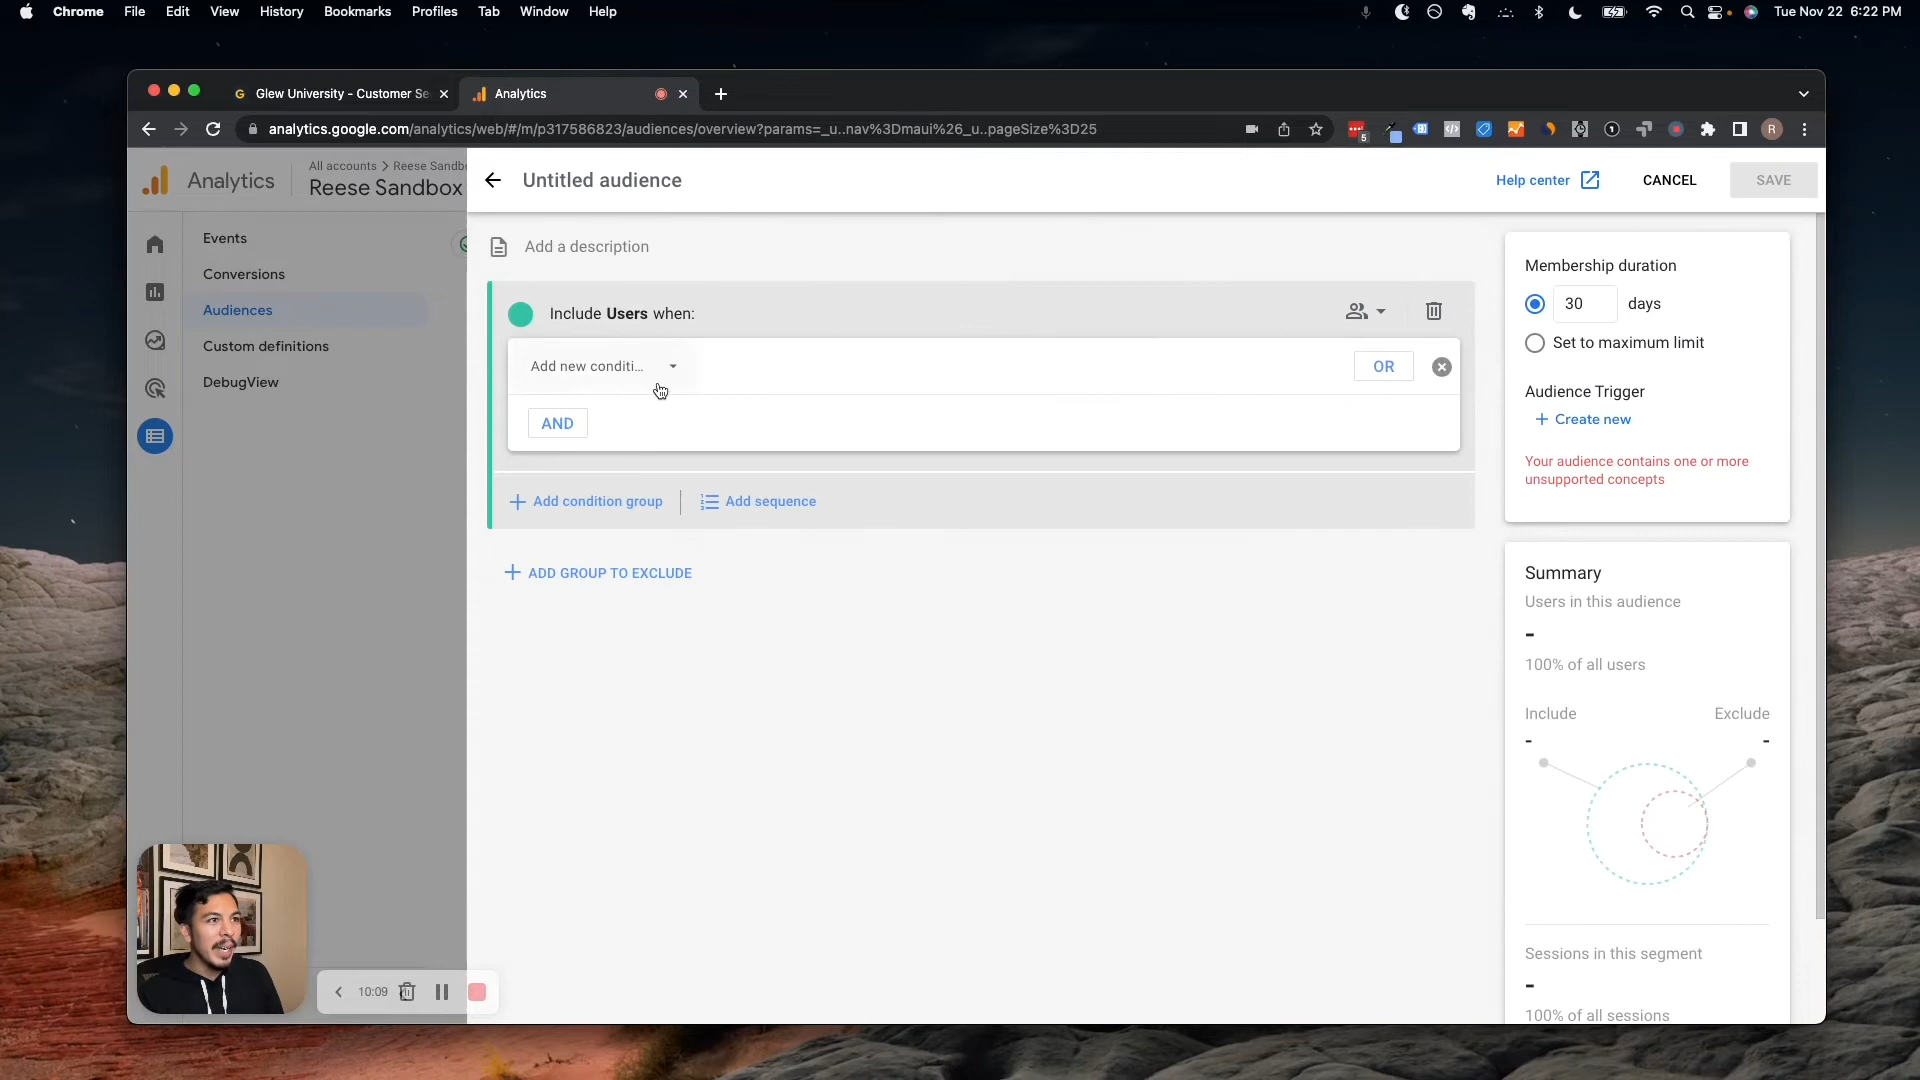 Chrome File Edit View History Bookmarks Profiles Tab Window Help
Tue Nov 22 6:22 PM
Glew University - Customer Se
Analytics
analytics.google.com/analytics/web/#/m/p317586823/audiences/overview?params=_u..nav%3Dmaui%26_u..pageSize%3D25
5
R
Analytics
All accounts > Reese Sandb
Reese Sandbox
Untitled audience
Help center
CANCEL
SAVE
Events
Conversions
Audiences
Custom definitions
DebugView
Add a description
Include Users when:
Add new conditi...
OR
AND
Add condition group
Add sequence
ADD GROUP TO EXCLUDE
Membership duration
30 days
Set to maximum limit
Audience Trigger
Create new
Your audience contains one or more
unsupported concepts
Summary
Users in this audience
-
100% of all users
Include Exclude
- -
Sessions in this segment
-
100% of all sessions
10:09